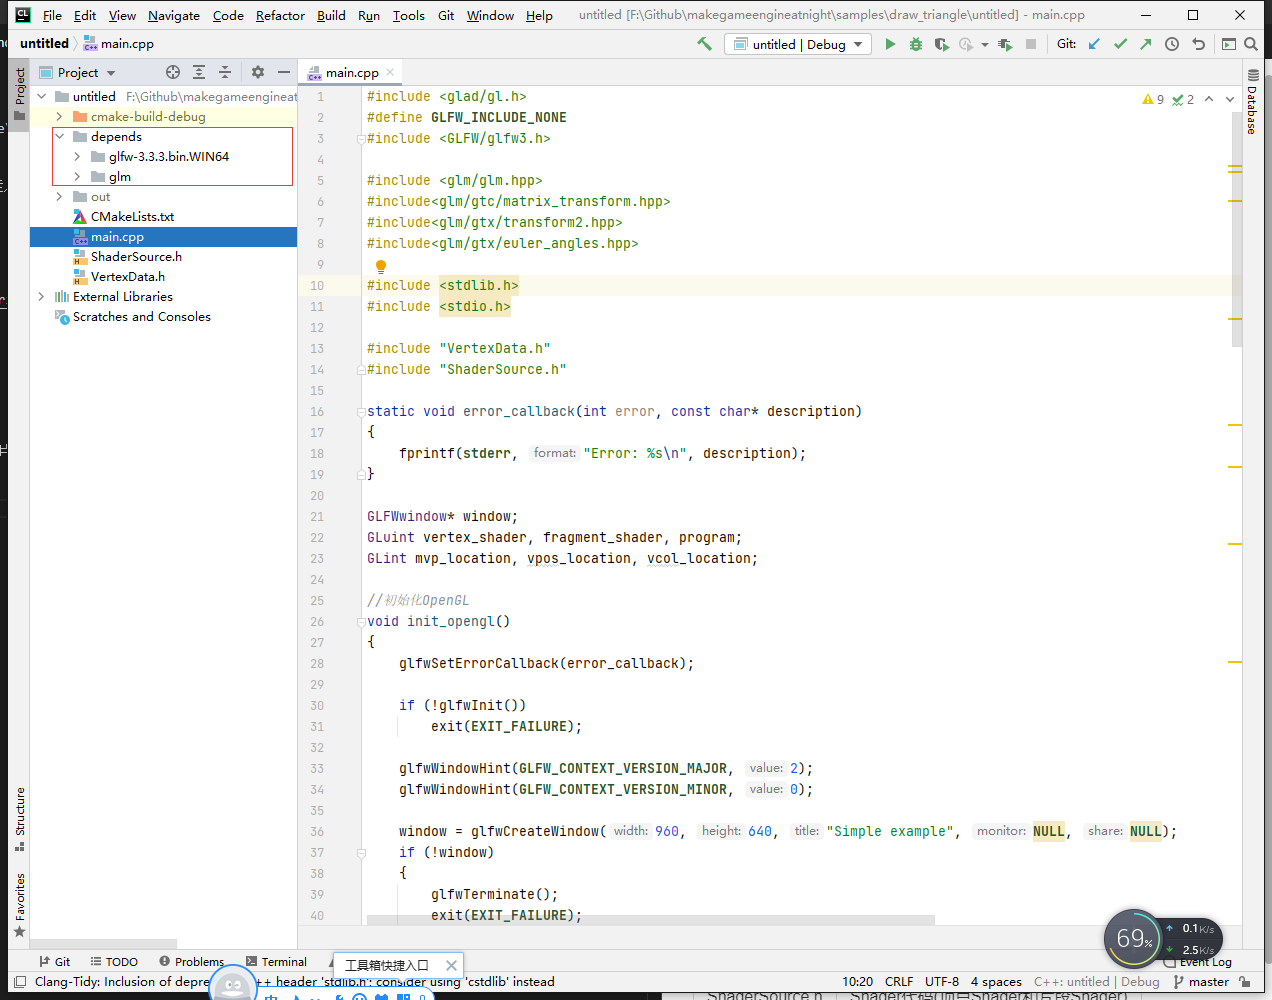 File Edit View Navigate Code Refactor Build Run Tools Git Window Help untitled [F:\Github\makegameengineatnight\samples\draw_triangle\untitled] - main.cpp
untitled main.cpp untitled | Debug Git:
Project main.cpp
Project
Database
untitled F:\Github\makegameengineat
cmake-build-debug
depends
glfw-3.3.3.bin.WIN64
glm
out
CMakeLists.txt
main.cpp
ShaderSource.h
VertexData.h
External Libraries
Scratches and Consoles
9 2
1 #include <glad/gl.h>
2 #define GLFW_INCLUDE_NONE
3 #include <GLFW/glfw3.h>
4
5 #include <glm/glm.hpp>
6 #include<glm/gtc/matrix_transform.hpp>
7 #include<glm/gtx/transform2.hpp>
8 #include<glm/gtx/euler_angles.hpp>
9
10 #include <stdlib.h>
11 #include <stdio.h>
12
13 #include "VertexData.h"
14 #include "ShaderSource.h"
15
16 static void error_callback(int error, const char* description)
17 {
18 fprintf(stderr, format: "Error: %s\n", description);
19 }
20
21 GLFWwindow* window;
22 GLuint vertex_shader, fragment_shader, program;
23 GLint mvp_location, vpos_location, vcol_location;
24
25 //初始化OpenGL
26 void init_opengl()
27 {
28 glfwSetErrorCallback(error_callback);
29
30 if (!glfwInit())
31 exit(EXIT_FAILURE);
32
33 glfwWindowHint(GLFW_CONTEXT_VERSION_MAJOR, value: 2);
34 glfwWindowHint(GLFW_CONTEXT_VERSION_MINOR, value: 0);
35
36 window = glfwCreateWindow( width: 960, height: 640, title: "Simple example", monitor: NULL, share: NULL);
37 if (!window)
38 {
39 glfwTerminate();
40 exit(EXIT_FAILURE);
Structure
Favorites
69% 0.1K/s
2.5K/s
Git TODO Problems Terminal 工具箱快捷入口 Event Log
Clang-Tidy: Inclusion of depre ++ header 'stdlib.h'; consider using 'cstdlib' instead 10:20 CRLF UTF-8 4 spaces C++: untitled | Debug master
中